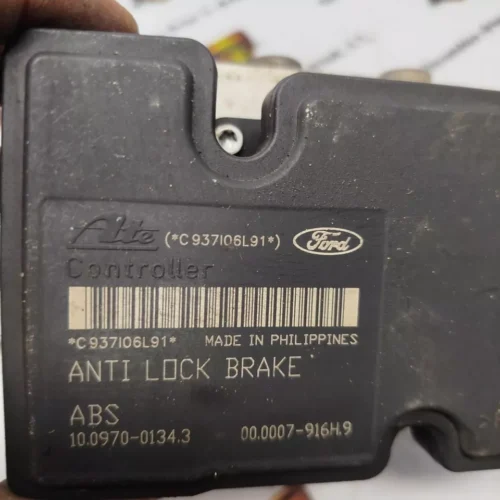 Ate (*C937I06L91*) Ford
Controller
*C937I06L91* MADE IN PHILIPPINES
ANTI LOCK BRAKE
ABS
10.0970-0134.3 00.0007-916H.9